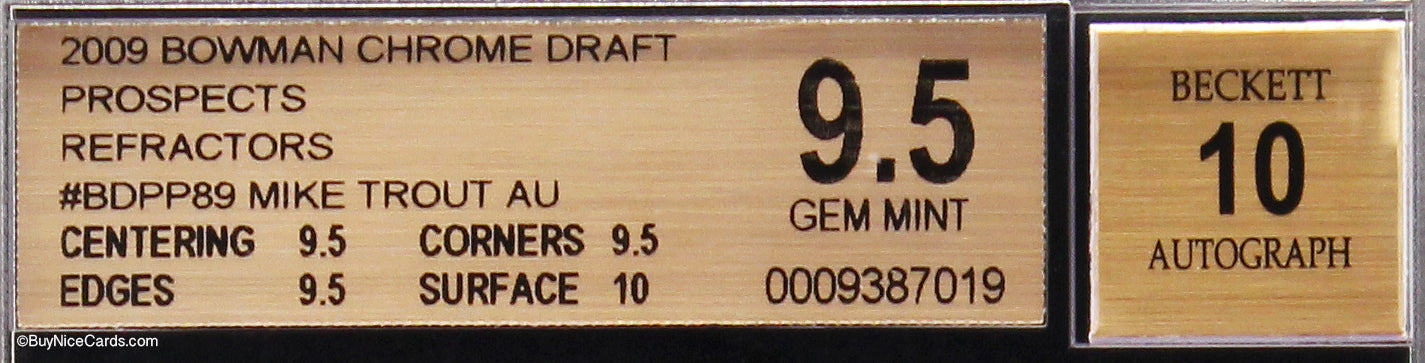 2009 BOWMAN CHROME DRAFT
PROSPECTS
REFRACTORS
#BDPP89 MIKE TROUT AU
CENTERING 9.5 CORNERS 9.5
EDGES 9.5 SURFACE 10
9.5
GEM MINT
0009387019
BECKETT
10
AUTOGRAPH
©BuyNiceCards.com